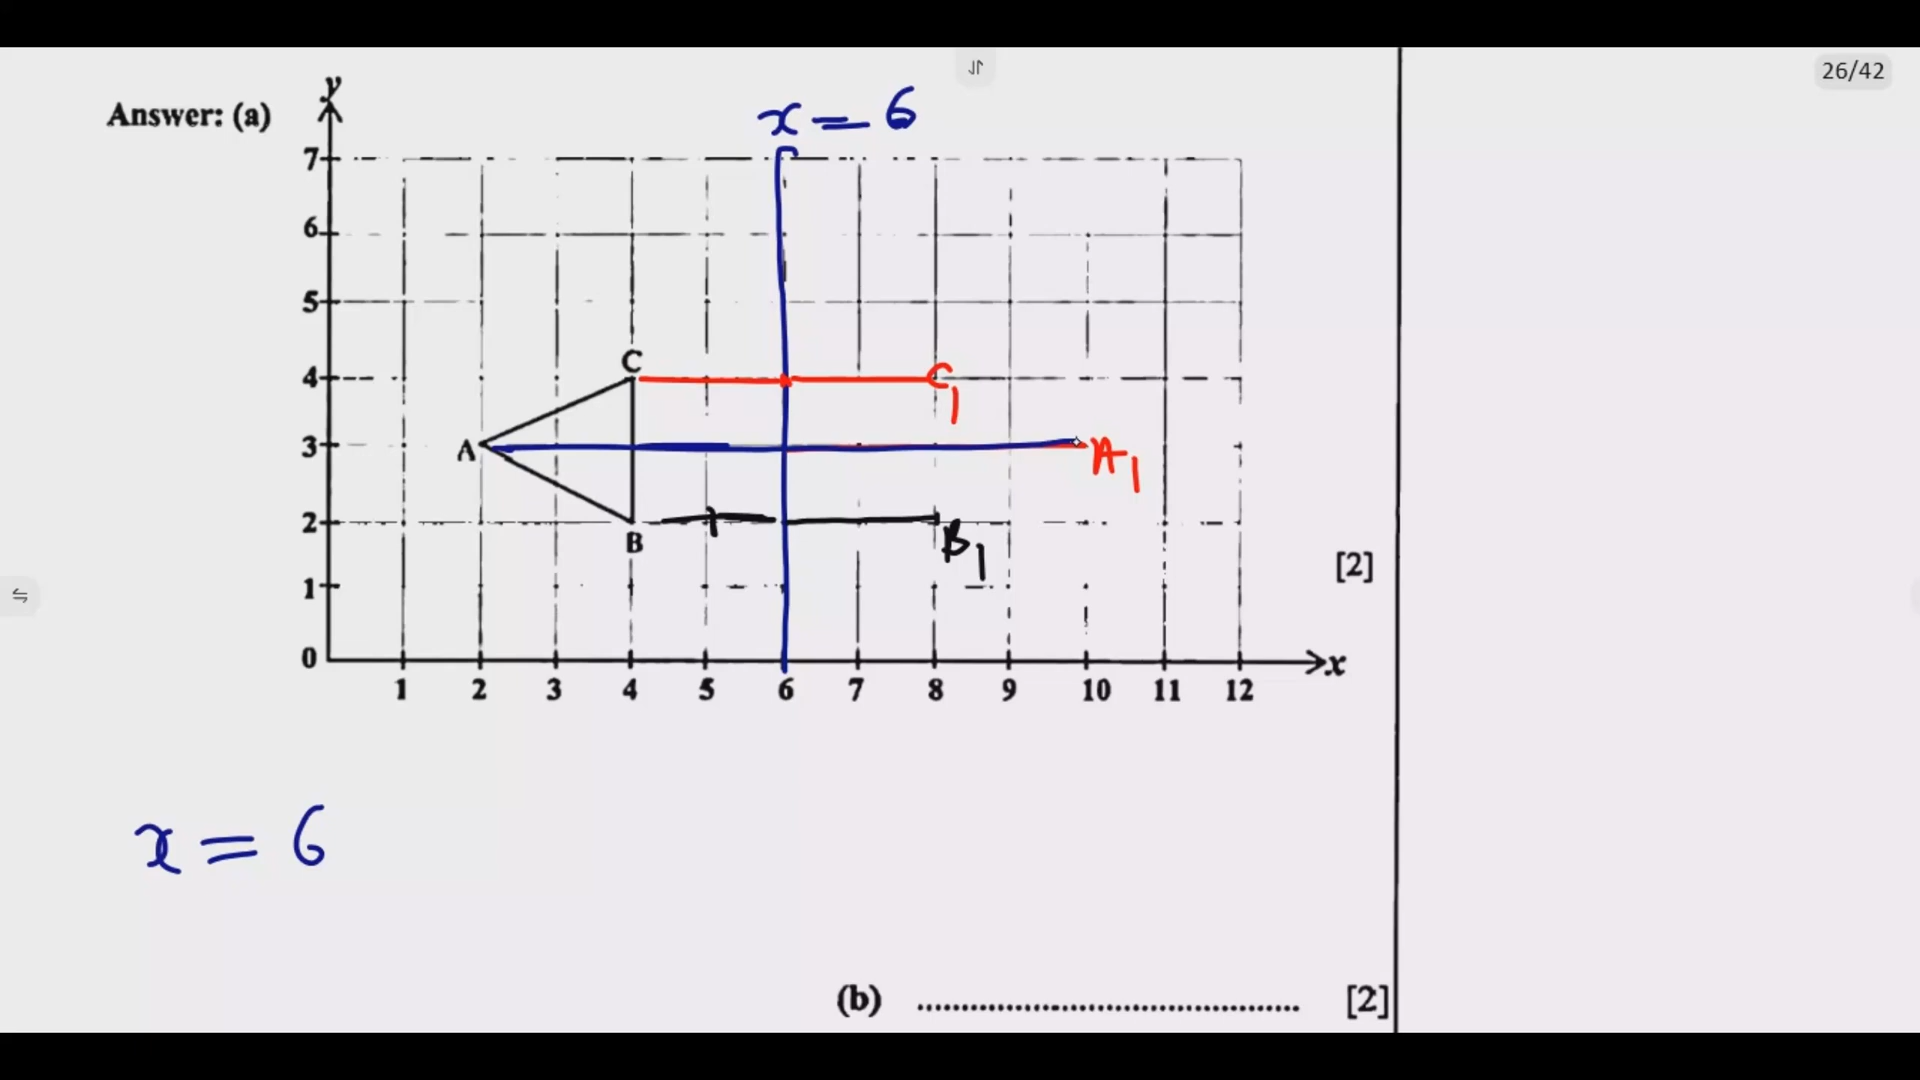 26/42
Answer: (a)
y
x = 6
7
6
5
C
4
C1
A
3
A1
2
B
B1
[2]
1
0
x
1 2 3 4 5 6 7 8 9 10 11 12
x = 6
(b) ........................................ [2]